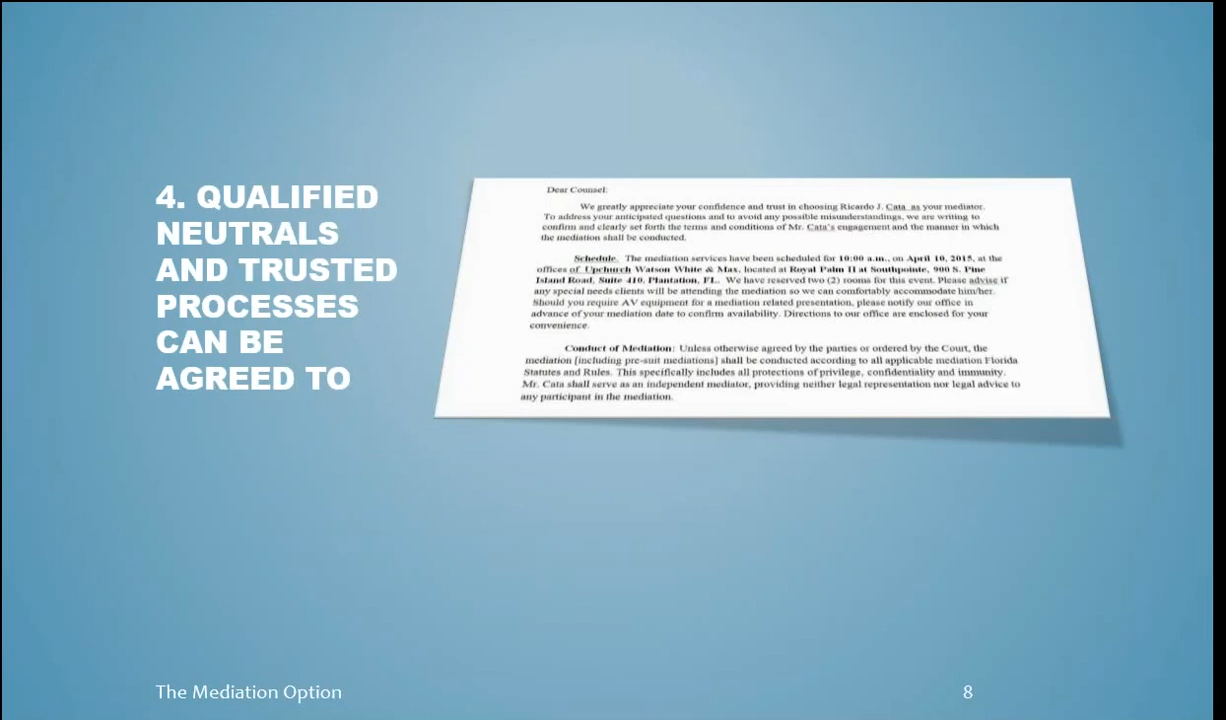 4. QUALIFIED
NEUTRALS
AND TRUSTED
PROCESSES
CAN BE
AGREED TO
Dear Counsel:
We greatly appreciate your confidence and trust in choosing Ricardo J. Cata as your mediator.
To address your anticipated questions and to avoid any possible misunderstandings, we are writing to
confirm and clearly set forth the terms and conditions of Mr. Cata's engagement and the manner in which
the mediation shall be conducted.
Schedule. The mediation services have been scheduled for 10:00 a.m., on April 10, 2015, at the
offices of Upchurch Watson White & Max, located at Royal Palm II at Southpointe, 900 S. Pine
Island Road, Suite 410, Plantation, FL. We have reserved two (2) rooms for this event. Please advise if
any special needs clients will be attending the mediation so we can comfortably accommodate him/her.
Should you require AV equipment for a mediation related presentation, please notify our office in
advance of your mediation date to confirm availability. Directions to our office are enclosed for your
convenience.
Conduct of Mediation: Unless otherwise agreed by the parties or ordered by the Court, the
mediation [including pre-suit mediations] shall be conducted according to all applicable mediation Florida
Statutes and Rules. This specifically includes all protections of privilege, confidentiality and immunity.
Mr. Cata shall serve as an independent mediator, providing neither legal representation nor legal advice to
any participant in the mediation.
The Mediation Option
8